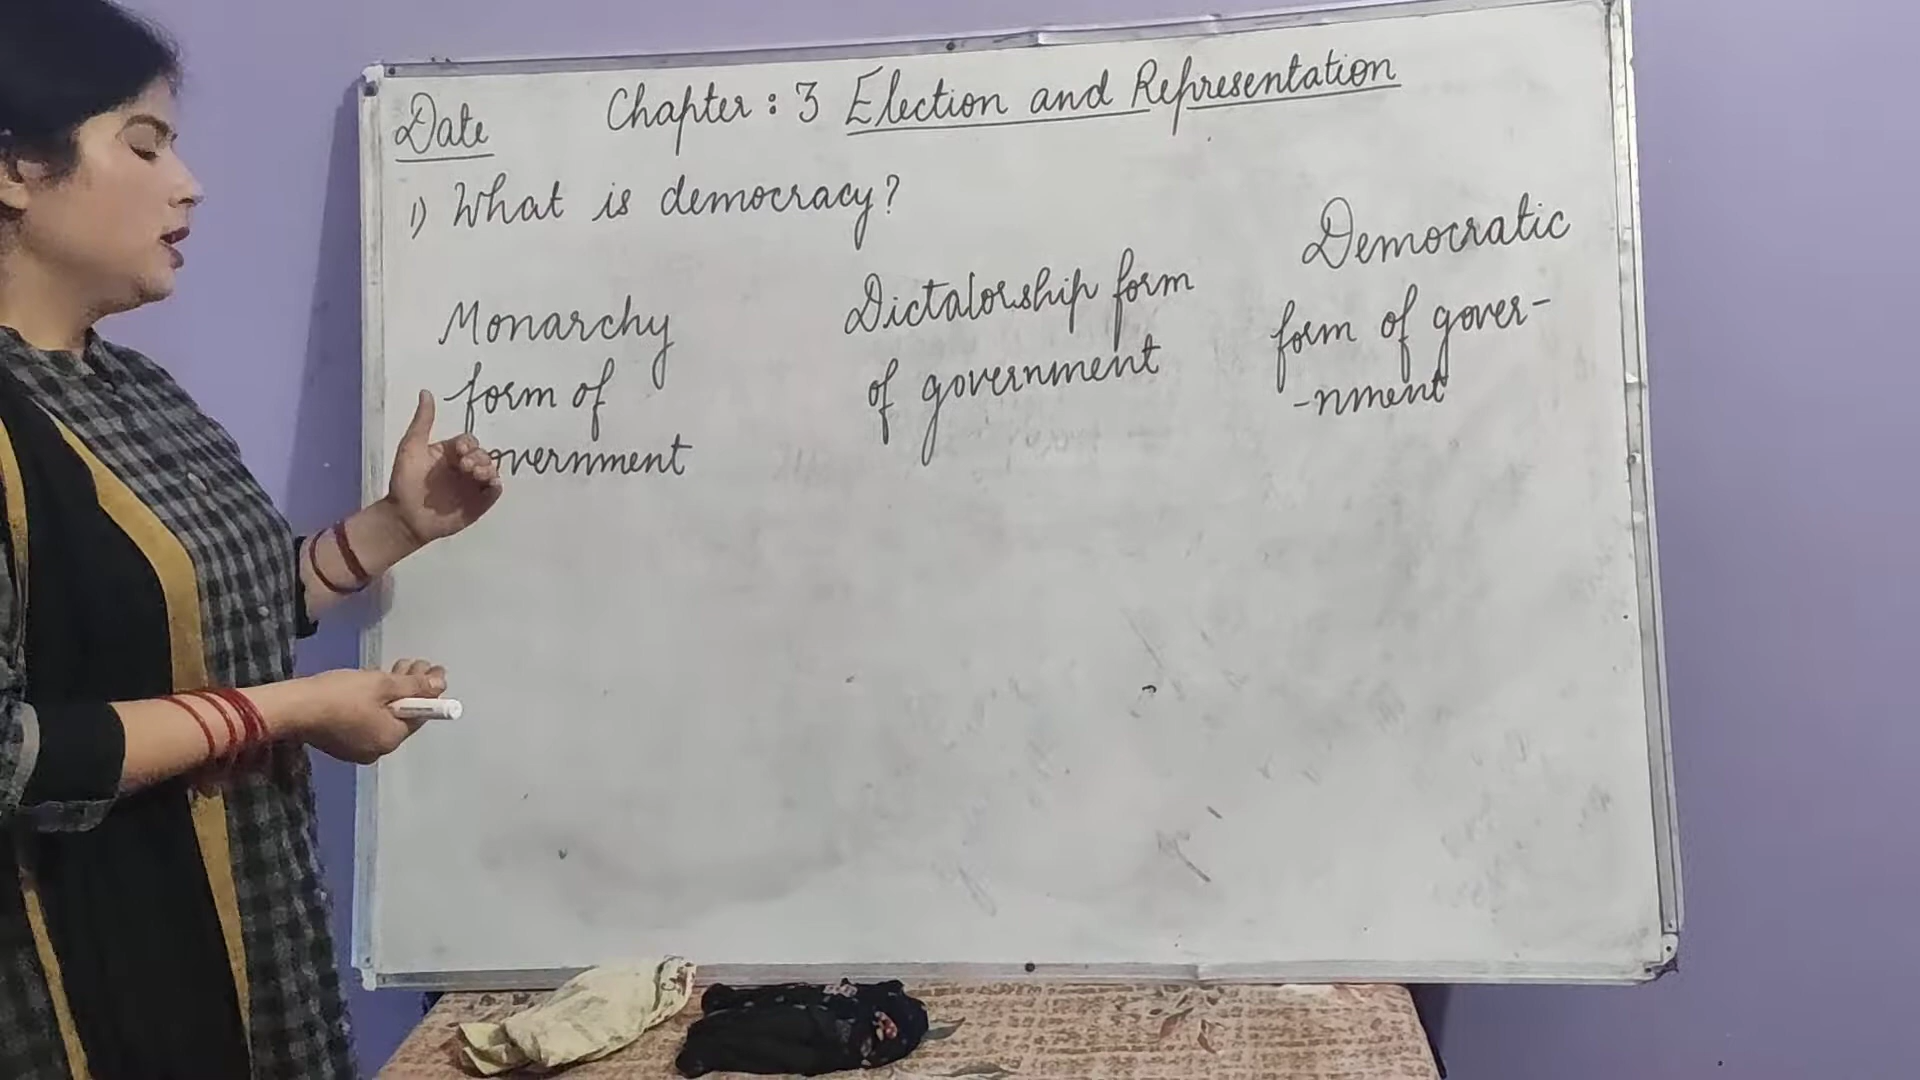 Date Chapter : 3 Election and Representation
1) What is democracy?
Monarchy
form of
overnment
Dictatorship form
of government
Democratic
form of gover-
-nment